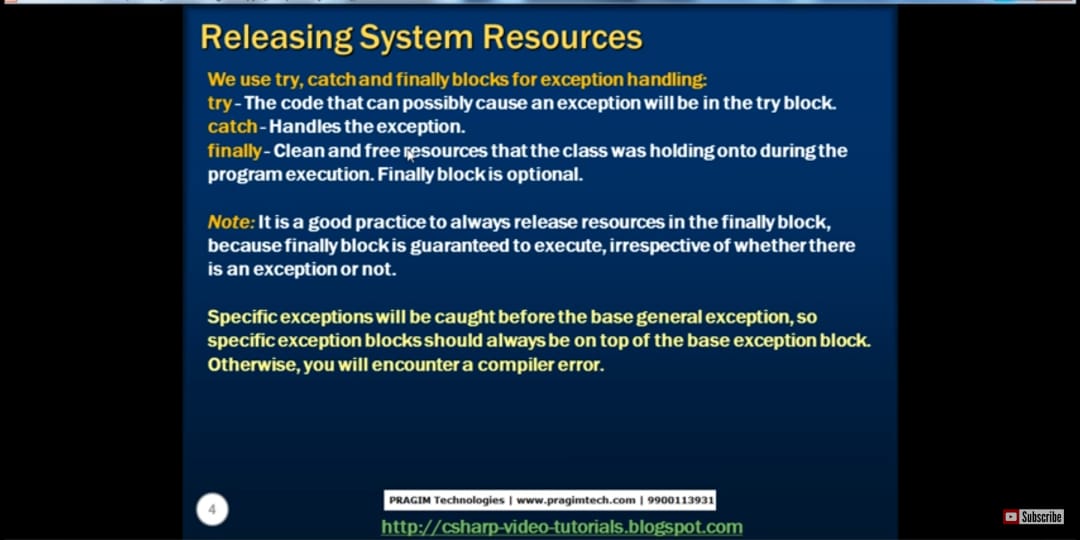 Releasing System Resources
We use try, catch and finally blocks for exception handling:
try - The code that can possibly cause an exception will be in the try block.
catch - Handles the exception.
finally - Clean and free resources that the class was holding onto during the
program execution. Finally block is optional.
Note: It is a good practice to always release resources in the finally block,
because finally block is guaranteed to execute, irrespective of whether there
is an exception or not.
Specific exceptions will be caught before the base general exception, so
specific exception blocks should always be on top of the base exception block.
Otherwise, you will encounter a compiler error.
4
PRAGIM Technologies | www.pragimtech.com | 9900113931
http://csharp-video-tutorials.blogspot.com
Subscribe